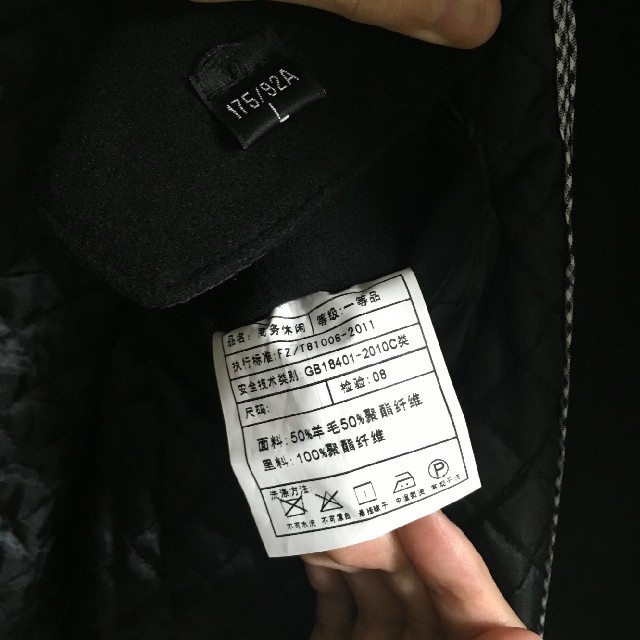 175/92A
L
品名: 商务休闲 等级: 一等品
执行标准: FZ/T81008-2011
安全技术类别 GB18401-2010C类
尺码: 检验: 08
面料: 50%羊毛50%聚酯纤维
里料: 100%聚酯纤维
洗涤方法
不可水洗 不可漂白 悬挂晾干 中温熨烫 常规干洗
P